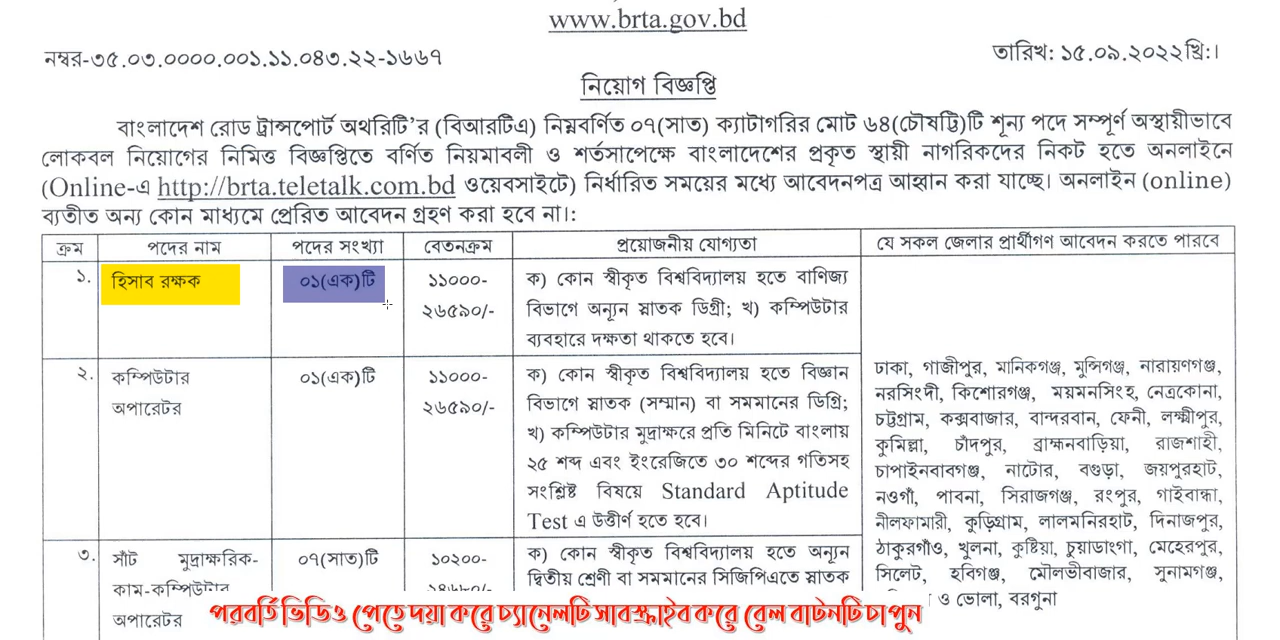 www.brta.gov.bd
নম্বর-৩৫.০৩.০০০০.০০১.১১.০৪৩.২২-১৬৬৭
তারিখ: ১৫.০৯.২০২২খ্রি:।
নিয়োগ বিজ্ঞপ্তি
বাংলাদেশ রোড ট্রান্সপোর্ট অথরিটি’র (বিআরটিএ) নিম্নবর্ণিত ০৭(সাত) ক্যাটাগরির মোট ৬৪(চৌষট্টি)টি শূন্য পদে সম্পূর্ণ অস্থায়ীভাবে
লোকবল নিয়োগের নিমিত্ত বিজ্ঞপ্তিতে বর্ণিত নিয়মাবলী ও শর্তসাপেক্ষে বাংলাদেশের প্রকৃত স্থায়ী নাগরিকদের নিকট হতে অনলাইনে
(Online-এ http://brta.teletalk.com.bd ওয়েবসাইটে) নির্ধারিত সময়ের মধ্যে আবেদনপত্র আহ্বান করা যাচ্ছে। অনলাইন (online)
ব্যতীত অন্য কোন মাধ্যমে প্রেরিত আবেদন গ্রহণ করা হবে না।:
ক্রম পদের নাম পদের সংখ্যা বেতনক্রম প্রয়োজনীয় যোগ্যতা যে সকল জেলার প্রার্থীগণ আবেদন করতে পারবে
১. হিসাব রক্ষক ০১(এক)টি ১১০০০- ক) কোন স্বীকৃত বিশ্ববিদ্যালয় হতে বাণিজ্য
২৬৫৯০/- বিভাগে অন্যূন স্নাতক ডিগ্রী; খ) কম্পিউটার
ব্যবহারে দক্ষতা থাকতে হবে।
২. কম্পিউটার ০১(এক)টি ১১০০০- ক) কোন স্বীকৃত বিশ্ববিদ্যালয় হতে বিজ্ঞান
অপারেটর ২৬৫৯০/- বিভাগে স্নাতক (সম্মান) বা সমমানের ডিগ্রি;
খ) কম্পিউটার মুদ্রাক্ষরে প্রতি মিনিটে বাংলায়
২৫ শব্দ এবং ইংরেজিতে ৩০ শব্দের গতিসহ
সংশ্লিষ্ট বিষয়ে Standard Aptitude
Test এ উত্তীর্ণ হতে হবে।
৩. সাঁট মুদ্রাক্ষরিক- ০৭(সাত)টি ১০২০০- ক) কোন স্বীকৃত বিশ্ববিদ্যালয় হতে অন্যূন
কাম-কম্পিউটার দ্বিতীয় শ্রেণী বা সমমানের সিজিপিএতে স্নাতক
অপারেটর
ঢাকা, গাজীপুর, মানিকগঞ্জ, মুন্সিগঞ্জ, নারায়ণগঞ্জ,
নরসিংদী, কিশোরগঞ্জ, ময়মনসিংহ, নেত্রকোনা,
চট্টগ্রাম, কক্সবাজার, বান্দরবান, ফেনী, লক্ষ্মীপুর,
কুমিল্লা, চাঁদপুর, ব্রাহ্মনবাড়িয়া, রাজশাহী,
চাপাইনবাবগঞ্জ, নাটোর, বগুড়া, জয়পুরহাট,
নওগাঁ, পাবনা, সিরাজগঞ্জ, রংপুর, গাইবান্ধা,
নীলফামারী, কুড়িগ্রাম, লালমনিরহাট, দিনাজপুর,
ঠাকুরগাঁও, খুলনা, কুষ্টিয়া, চুয়াডাংগা, মেহেরপুর,
সিলেট, হবিগঞ্জ, মৌলভীবাজার, সুনামগঞ্জ,
ও ভোলা, বরগুনা
পরবর্তি ভিডিও পেতে দয়া করে চ্যানেলটি সাবস্ক্রাইব করে বেল বাটনটি চাপুন